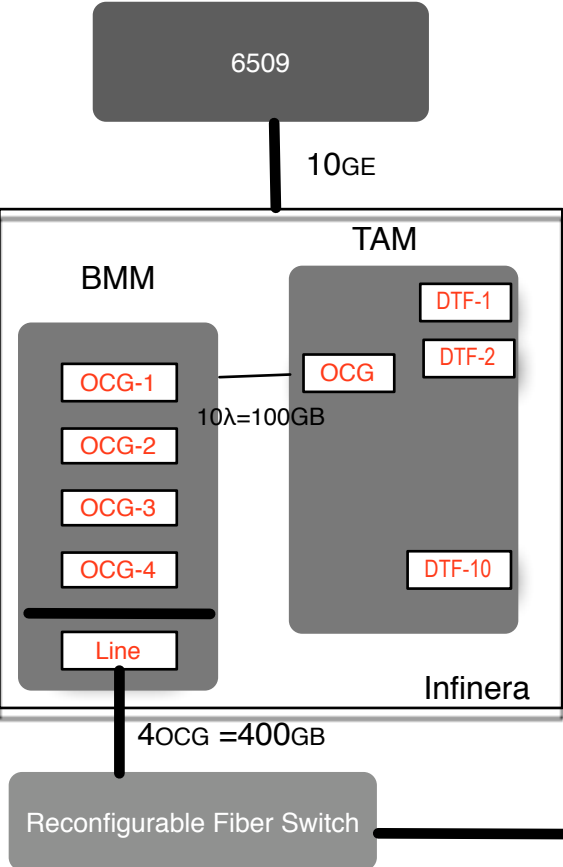 6509
10GE
TAM
BMM
DTF-1
OCG-1
OCG
DTF-2
10λ=100GB
OCG-2
OCG-3
OCG-4
DTF-10
Line
Infinera
4OCG =400GB
Reconfigurable Fiber Switch